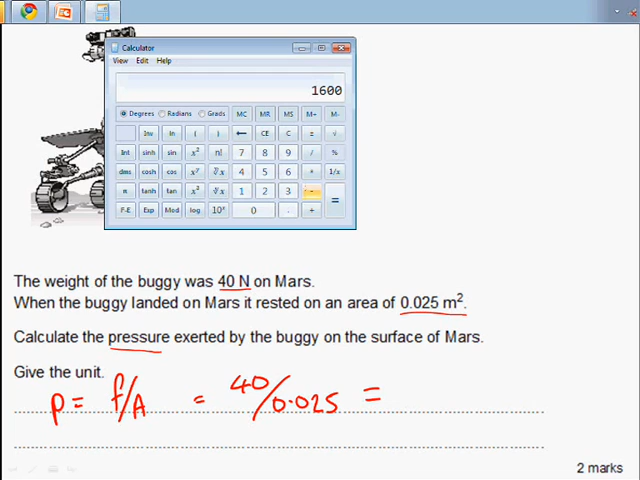 Calculator
View Edit Help
1600
Degrees Radians Grads MC MR MS M+ M-
Inv ln ( ) ← CE C ± √
Int sinh sin x² n! 7 8 9 / %
dms cosh cos xʸ ʸ√x 4 5 6 * 1/x
π tanh tan x³ ³√x 1 2 3 - =
F-E Exp Mod log 10ˣ 0 . +
The weight of the buggy was 40 N on Mars.
When the buggy landed on Mars it rested on an area of 0.025 m².
Calculate the pressure exerted by the buggy on the surface of Mars.
Give the unit.
P = f/A = 40/0.025 =
2 marks